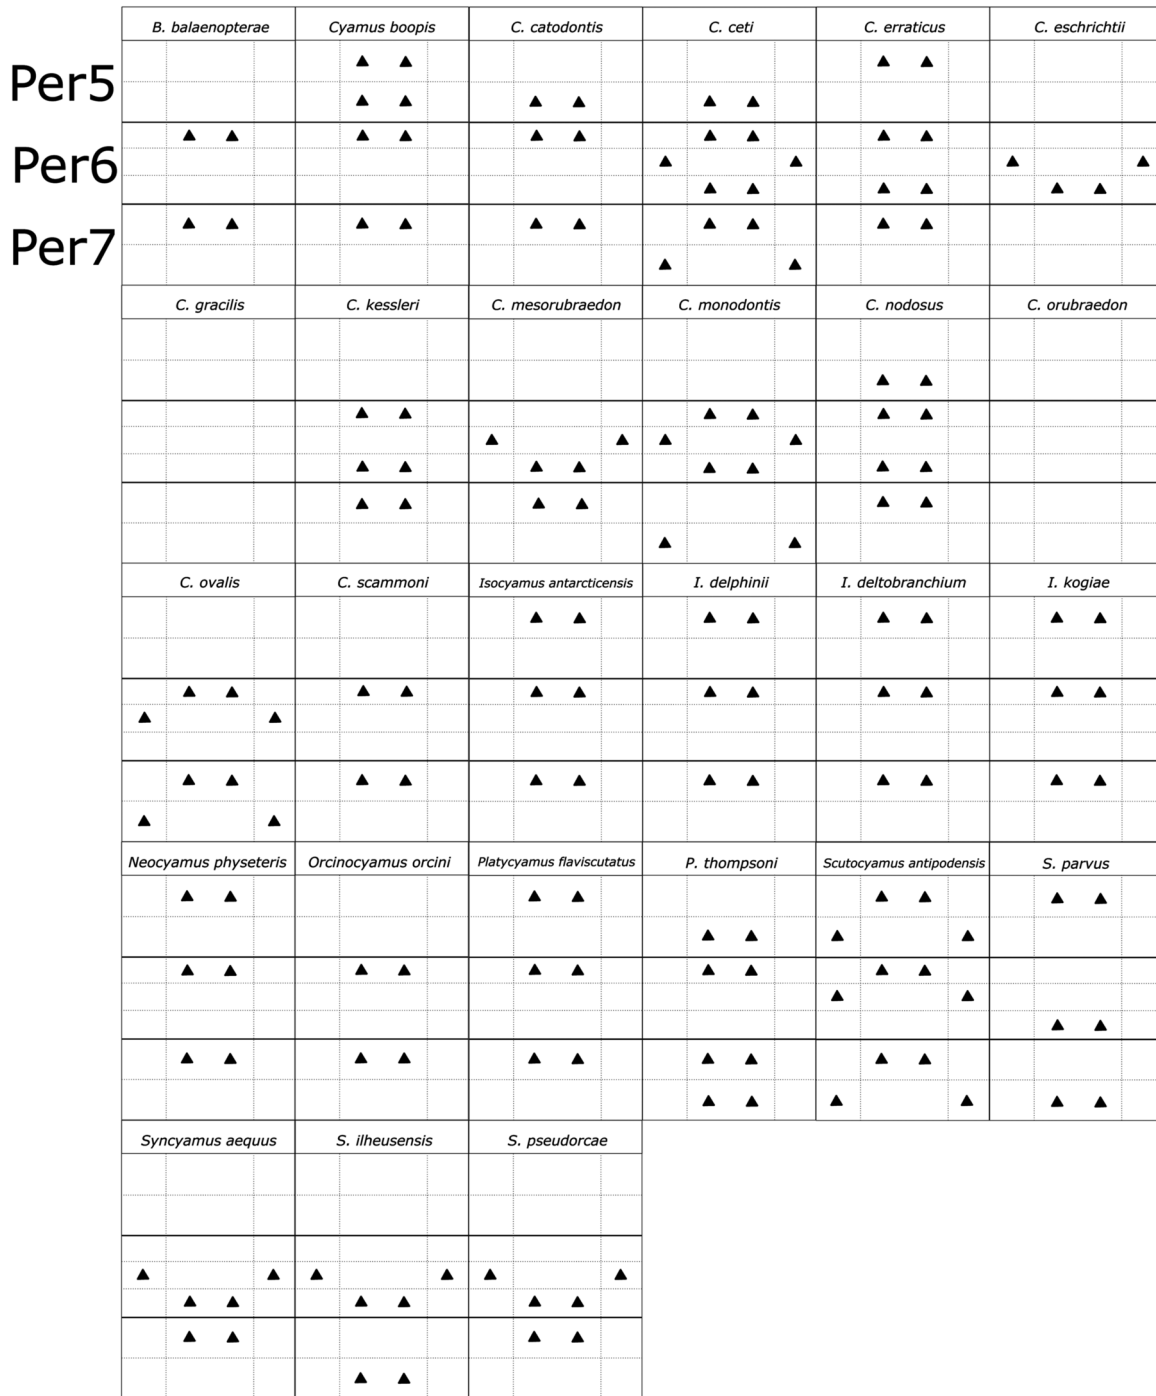 B. balaenopterae Cyamus boopis C. catodontis C. ceti C. erraticus C. eschrichtii
Per5
Per6
Per7
C. gracilis C. kessleri C. mesorubraedon C. monodontis C. nodosus C. orubraedon
C. ovalis C. scammoni Isocyamus antarcticensis I. delphinii I. deltobranchium I. kogiae
Neocyamus physeteris Orcinocyamus orcini Platycyamus flaviscutatus P. thompsoni Scutocyamus antipodensis S. parvus
Syncyamus aequus S. ilheusensis S. pseudorcae